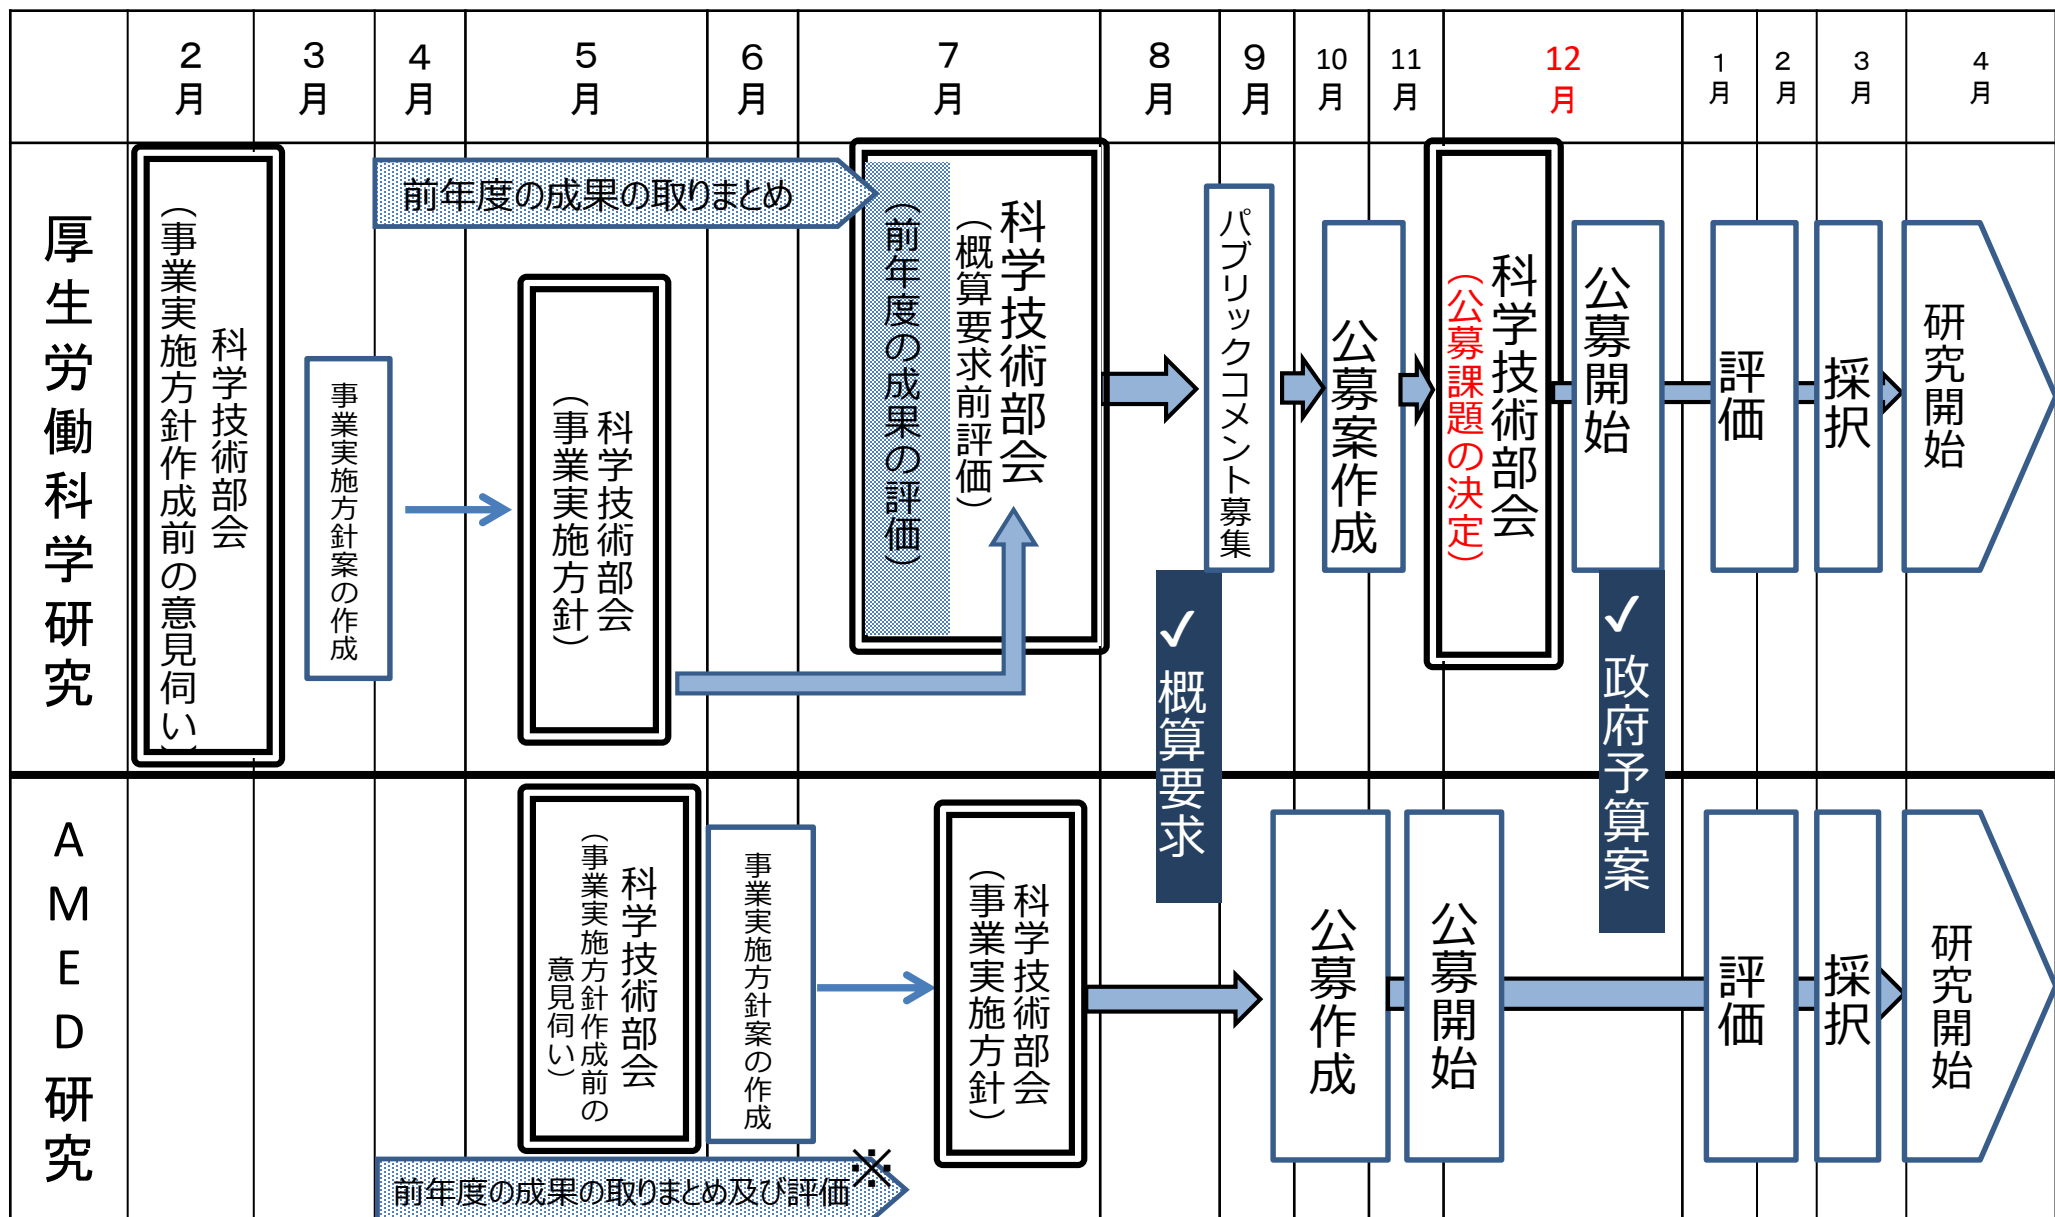 2月
3月
4月
5月
6月
7月
8月
9月
10月
11月
12月
1月
2月
3月
4月
厚生労働科学研究
科学技術部会
（事業実施方針作成前の意見伺い）
事業実施方針案の作成
前年度の成果の取りまとめ
科学技術部会
（事業実施方針）
科学技術部会
（概算要求前評価）
（前年度の成果の評価）
✓概算要求
パブリックコメント募集
公募案作成
科学技術部会
（公募課題の決定）
公募開始
✓政府予算案
評価
採択
研究開始
AMED研究
科学技術部会
（事業実施方針作成前の
意見伺い）
事業実施方針案の作成
前年度の成果の取りまとめ及び評価※
科学技術部会
（事業実施方針）
公募作成
公募開始
評価
採択
研究開始